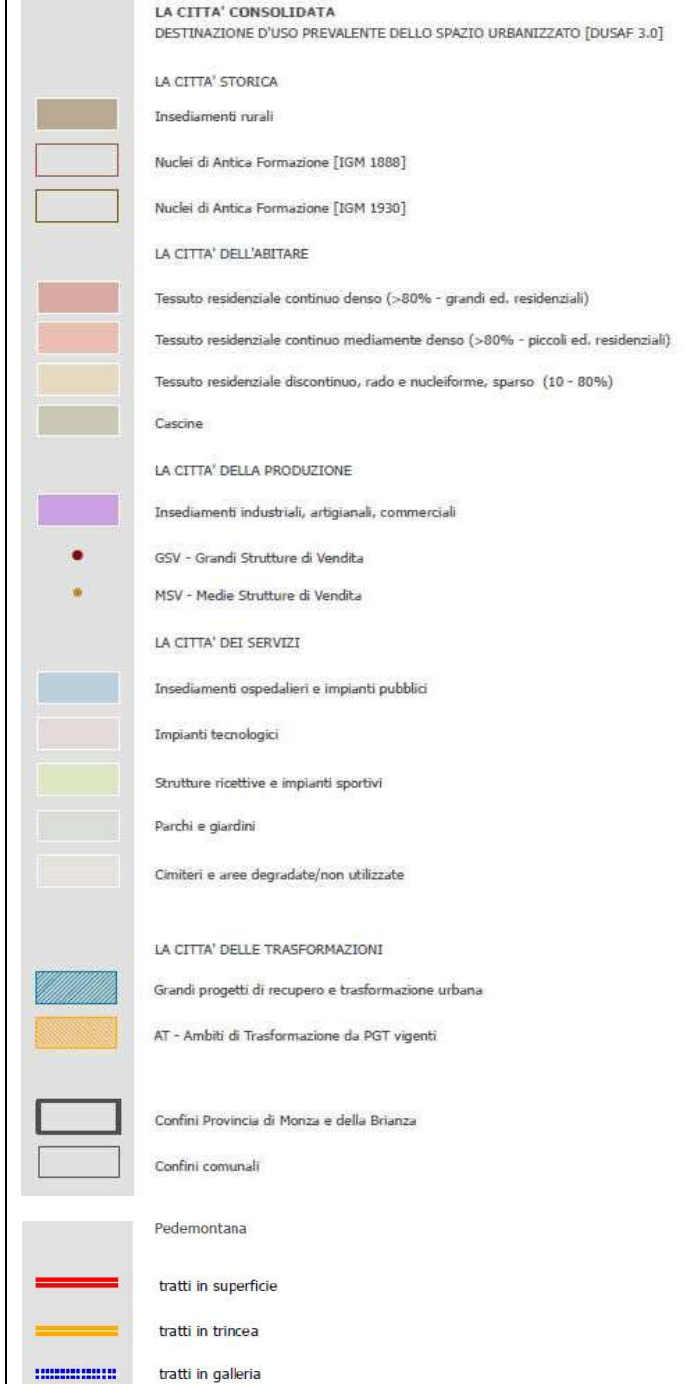 LA CITTA' CONSOLIDATA
DESTINAZIONE D'USO PREVALENTE DELLO SPAZIO URBANIZZATO [DUSAF 3.0]
LA CITTA' STORICA
Insediamenti rurali
Nuclei di Antica Formazione [IGM 1888]
Nuclei di Antica Formazione [IGM 1930]
LA CITTA' DELL'ABITARE
Tessuto residenziale continuo denso (>80% - grandi ed. residenziali)
Tessuto residenziale continuo mediamente denso (>80% - piccoli ed. residenziali)
Tessuto residenziale discontinuo, rado e nucleiforme, sparso (10 - 80%)
Cascine
LA CITTA' DELLA PRODUZIONE
Insediamenti industriali, artigianali, commerciali
GSV - Grandi Strutture di Vendita
MSV - Medie Strutture di Vendita
LA CITTA' DEI SERVIZI
Insediamenti ospedalieri e impianti pubblici
Impianti tecnologici
Strutture ricettive e impianti sportivi
Parchi e giardini
Cimiteri e aree degradate/non utilizzate
LA CITTA' DELLE TRASFORMAZIONI
Grandi progetti di recupero e trasformazione urbana
AT - Ambiti di Trasformazione da PGT vigenti
Confini Provincia di Monza e della Brianza
Confini comunali
Pedemontana
tratti in superficie
tratti in trincea
tratti in galleria